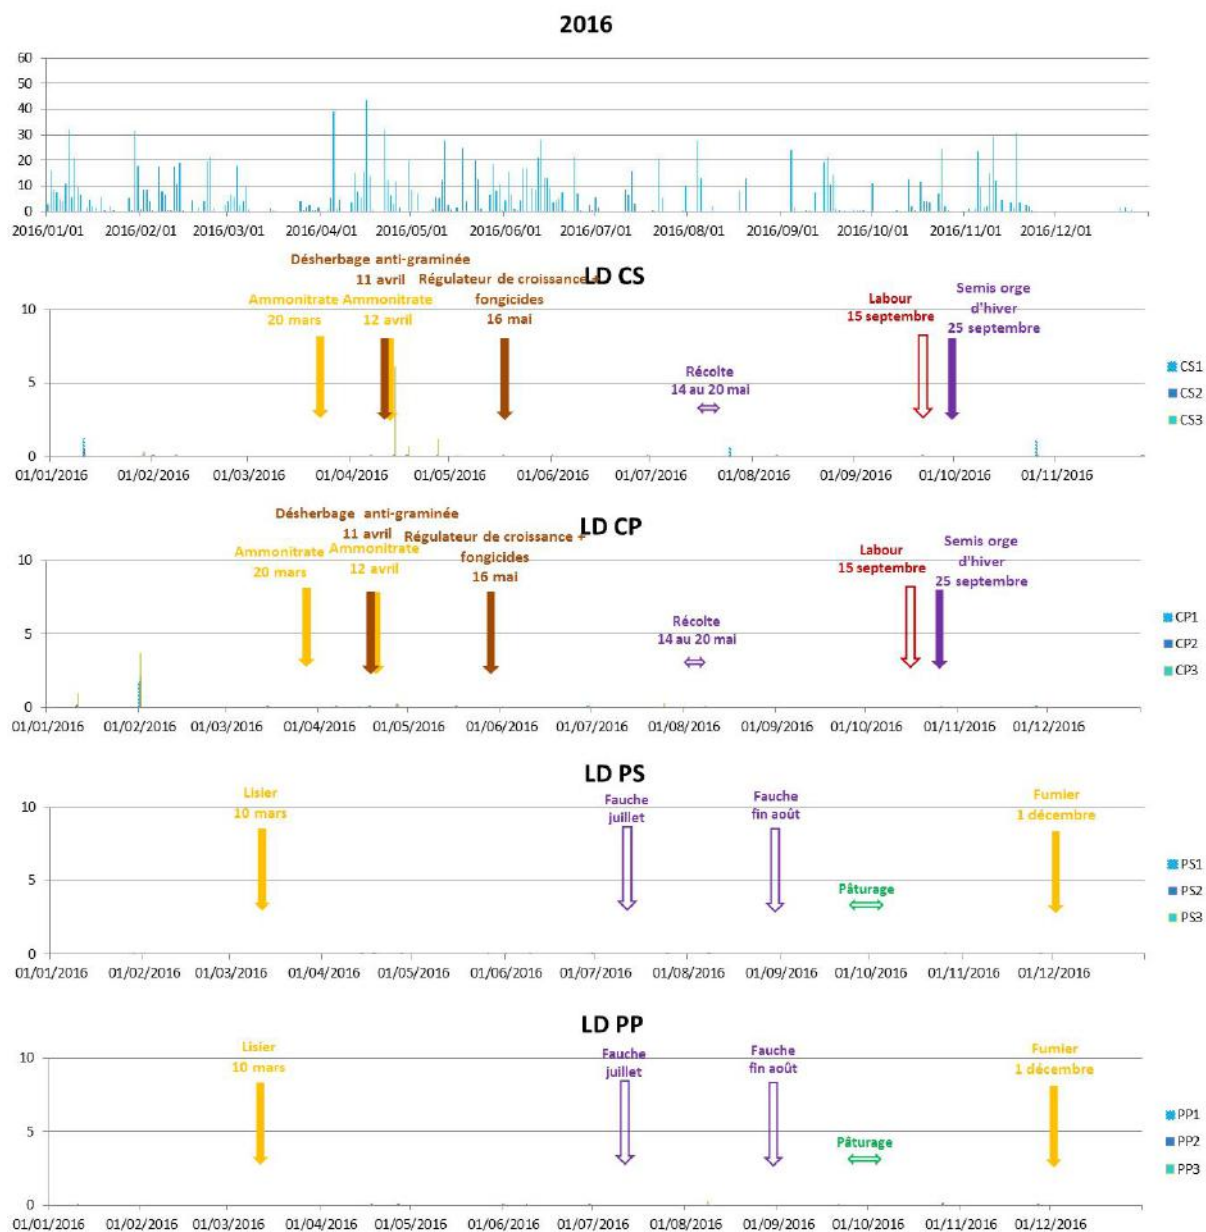 2016
60
50
40
30
20
10
0
2016/01/01 2016/02/01 2016/03/01 2016/04/01 2016/05/01 2016/06/01 2016/07/01 2016/08/01 2016/09/01 2016/10/01 2016/11/01 2016/12/01
LD CS
Désherbage anti-graminée
11 avril
Régulateur de croissance +
fongicides
16 mai
Ammonitrate
20 mars
Ammonitrate
12 avril
Récolte
14 au 20 mai
Labour
15 septembre
Semis orge
d'hiver
25 septembre
10
5
0
01/01/2016 01/02/2016 01/03/2016 01/04/2016 01/05/2016 01/06/2016 01/07/2016 01/08/2016 01/09/2016 01/10/2016 01/11/2016
CS1
CS2
CS3
LD CP
Désherbage anti-graminée
11 avril
Régulateur de croissance +
fongicides
16 mai
Ammonitrate
20 mars
Ammonitrate
12 avril
Récolte
14 au 20 mai
Labour
15 septembre
Semis orge
d'hiver
25 septembre
10
5
0
01/01/2016 01/02/2016 01/03/2016 01/04/2016 01/05/2016 01/06/2016 01/07/2016 01/08/2016 01/09/2016 01/10/2016 01/11/2016 01/12/2016
CP1
CP2
CP3
LD PS
Lisier
10 mars
Fauche
juillet
Fauche
fin août
Pâturage
Fumier
1 décembre
10
5
0
01/01/2016 01/02/2016 01/03/2016 01/04/2016 01/05/2016 01/06/2016 01/07/2016 01/08/2016 01/09/2016 01/10/2016 01/11/2016 01/12/2016
PS1
PS2
PS3
LD PP
Lisier
10 mars
Fauche
juillet
Fauche
fin août
Pâturage
Fumier
1 décembre
10
5
0
01/01/2016 01/02/2016 01/03/2016 01/04/2016 01/05/2016 01/06/2016 01/07/2016 01/08/2016 01/09/2016 01/10/2016 01/11/2016 01/12/2016
PP1
PP2
PP3